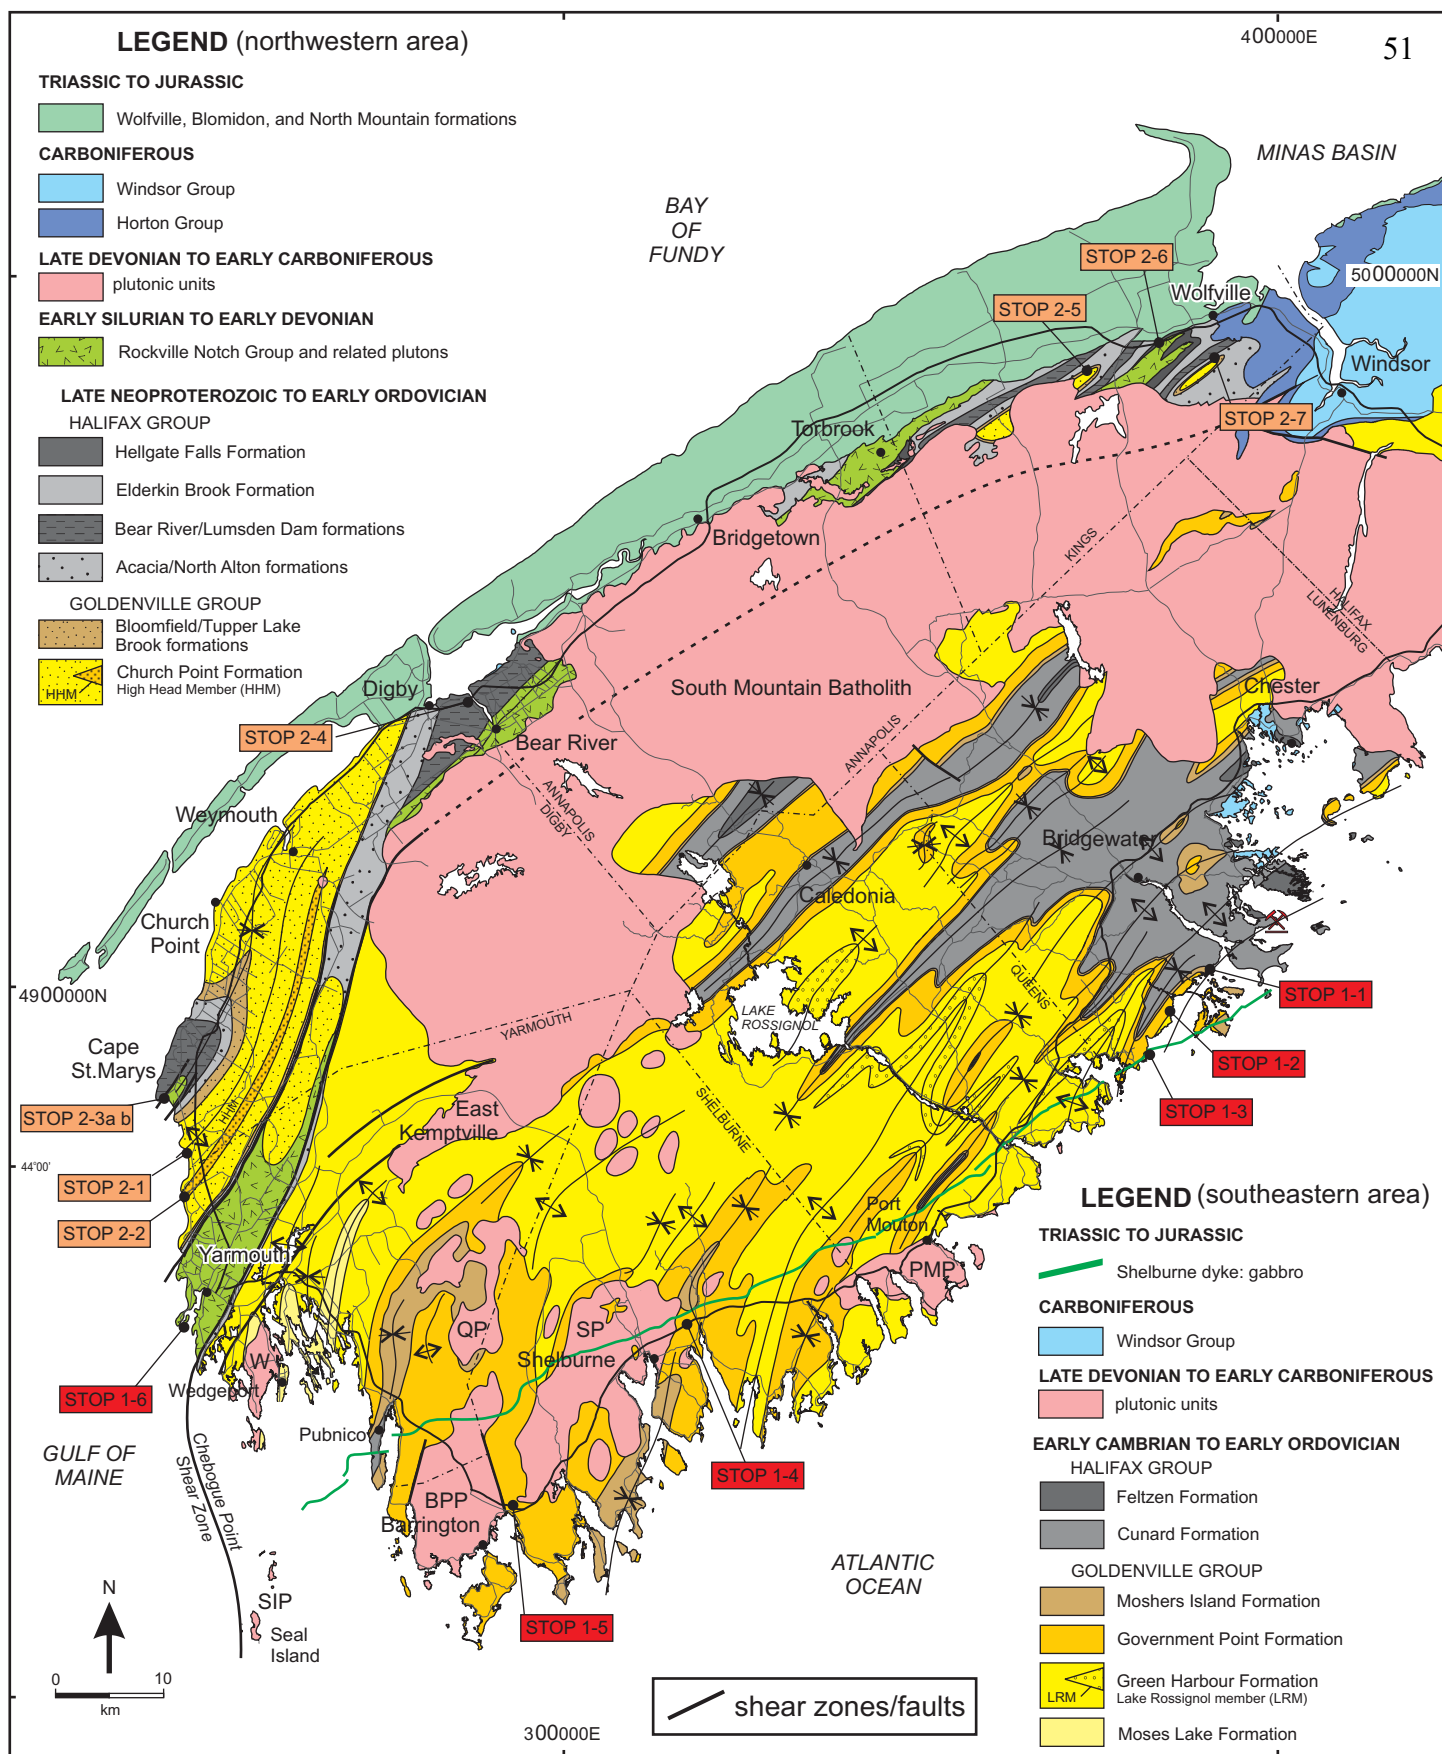 LEGEND (northwestern area)
TRIASSIC TO JURASSIC
Wolfville, Blomidon, and North Mountain formations
CARBONIFEROUS
Windsor Group
Horton Group
LATE DEVONIAN TO EARLY CARBONIFEROUS
plutonic units
EARLY SILURIAN TO EARLY DEVONIAN
Rockville Notch Group and related plutons
LATE NEOPROTEROZOIC TO EARLY ORDOVICIAN
HALIFAX GROUP
Hellgate Falls Formation
Elderkin Brook Formation
Bear River/Lumsden Dam formations
Acacia/North Alton formations
GOLDENVILLE GROUP
Bloomfield/Tupper Lake
Brook formations
Church Point Formation
High Head Member (HHM)
HHM
400000E
51
MINAS BASIN
BAY
OF
FUNDY
STOP 2-6
5000000N
Wolfville
STOP 2-5
Windsor
STOP 2-7
Torbrook
Bridgetown
KINGS
HALIFAX
LUNENBURG
Digby
South Mountain Batholith
Chester
STOP 2-4
Bear River
ANNAPOLIS
ANNAPOLIS
DIGBY
Weymouth
Bridgewater
Caledonia
Church
Point
QUEENS
4900000N
STOP 1-1
LAKE
ROSSIGNOL
YARMOUTH
Cape
St.Marys
STOP 1-2
STOP 2-3a b
HHM
East
Kemptville
SHELBURNE
STOP 1-3
44°00'
STOP 2-1
STOP 2-2
Port
Mouton
Yarmouth
PMP
QP
SP
Shelburne
W
Wedgeport
STOP 1-6
Pubnico
GULF OF
MAINE
Chebogue Point
Shear Zone
STOP 1-4
BPP
Barrington
ATLANTIC
OCEAN
N
SIP
Seal
Island
STOP 1-5
0 10
km
shear zones/faults
300000E
LEGEND (southeastern area)
TRIASSIC TO JURASSIC
Shelburne dyke: gabbro
CARBONIFEROUS
Windsor Group
LATE DEVONIAN TO EARLY CARBONIFEROUS
plutonic units
EARLY CAMBRIAN TO EARLY ORDOVICIAN
HALIFAX GROUP
Feltzen Formation
Cunard Formation
GOLDENVILLE GROUP
Moshers Island Formation
Government Point Formation
Green Harbour Formation
LRM Lake Rossignol member (LRM)
Moses Lake Formation